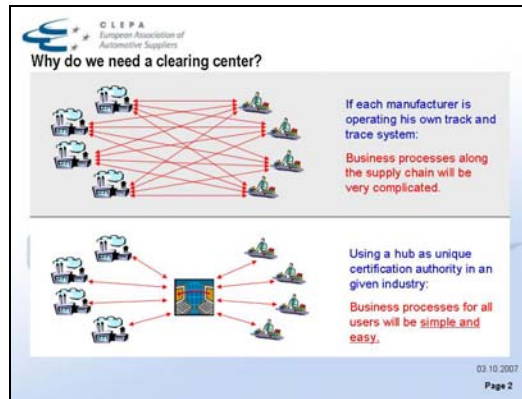 CLEPA
European Association of
Automotive Suppliers
Why do we need a clearing center?
If each manufacturer is
operating his own track and
trace system:
Business processes along
the supply chain will be
very complicated.
Using a hub as unique
certification authority in an
given industry:
Business processes for all
users will be simple and
easy.
03.10.2007
Page 2